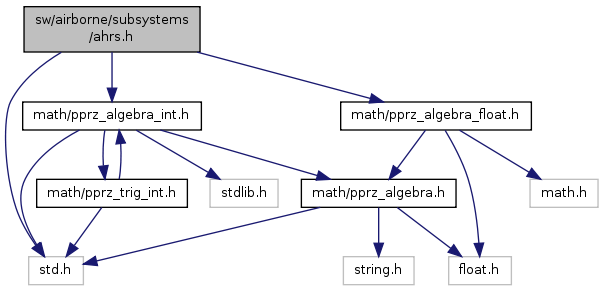 sw/airborne/subsystems
/ahrs.h
math/pprz_algebra_int.h
math/pprz_algebra_float.h
math/pprz_trig_int.h
stdlib.h
math/pprz_algebra.h
math.h
std.h
string.h
float.h